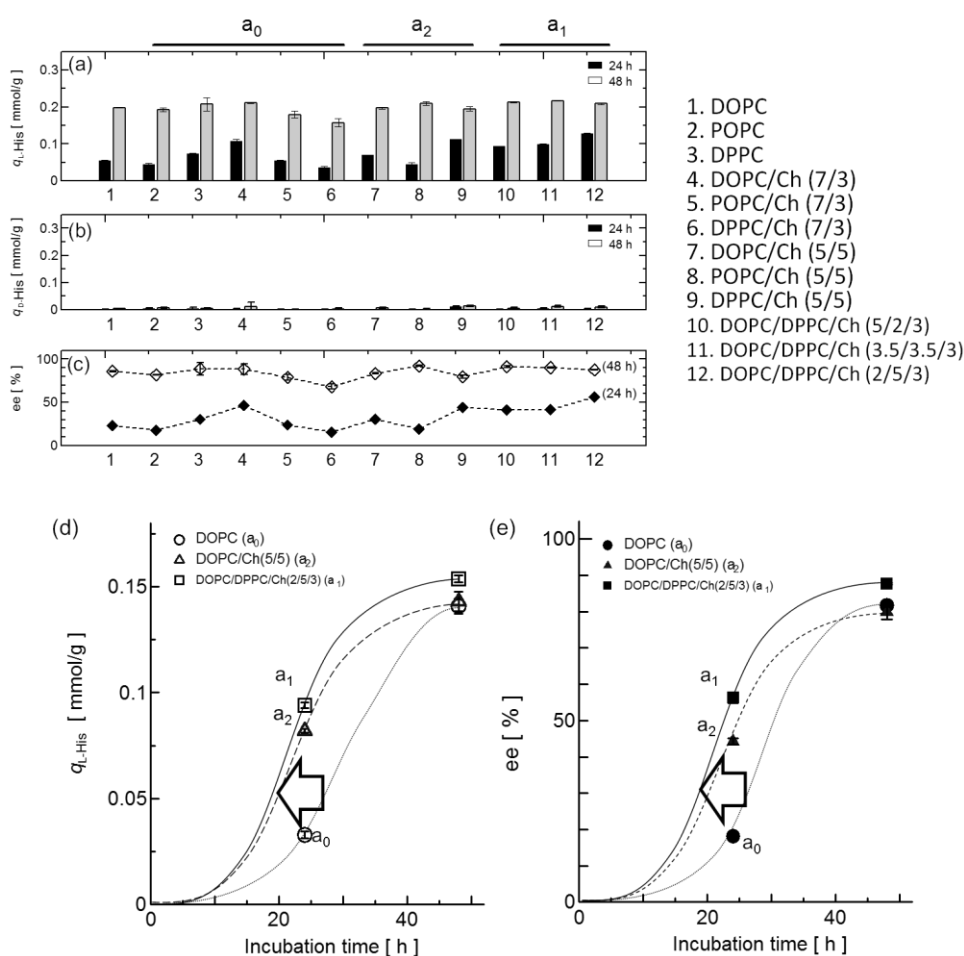 a₀ a₂ a₁
(a)
24 h
48 h
qL-His [ mmol/g ]
0.3
0.2
0.1
0
1 2 3 4 5 6 7 8 9 10 11 12
(b)
24 h
48 h
qD-His [ mmol/g ]
0.3
0.2
0.1
0
1 2 3 4 5 6 7 8 9 10 11 12
(c)
ee [ % ]
100
50
0
(48 h)
(24 h)
1 2 3 4 5 6 7 8 9 10 11 12
1. DOPC
2. POPC
3. DPPC
4. DOPC/Ch (7/3)
5. POPC/Ch (7/3)
6. DPPC/Ch (7/3)
7. DOPC/Ch (5/5)
8. POPC/Ch (5/5)
9. DPPC/Ch (5/5)
10. DOPC/DPPC/Ch (5/2/3)
11. DOPC/DPPC/Ch (3.5/3.5/3)
12. DOPC/DPPC/Ch (2/5/3)
(d)
DOPC (a₀)
DOPC/Ch(5/5) (a₂)
DOPC/DPPC/Ch(2/5/3) (a₁)
qL-His [ mmol/g ]
0.15
0.1
0.05
0
a₁
a₂
a₀
0 20 40
Incubation time [ h ]
(e)
DOPC (a₀)
DOPC/Ch(5/5) (a₂)
DOPC/DPPC/Ch(2/5/3) (a₁)
ee [ % ]
100
50
0
a₁
a₂
a₀
0 20 40
Incubation time [ h ]